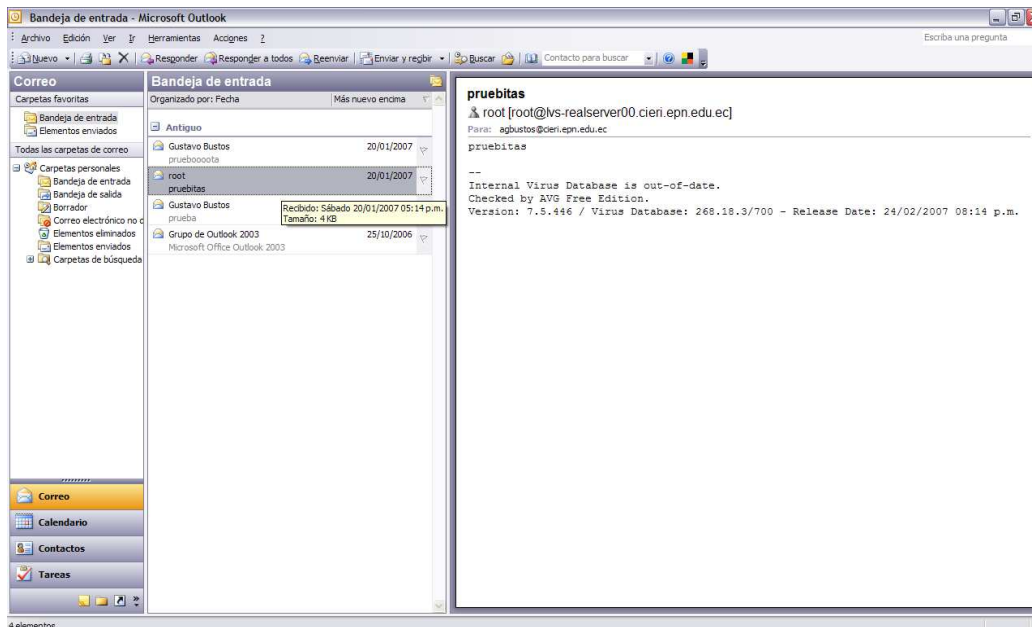 Bandeja de entrada - Microsoft Outlook
Archivo Edición Ver Ir Herramientas Acciones ?
Escriba una pregunta
Nuevo Responder Responder a todos Reenviar Enviar y recibir Buscar Contacto para buscar
Correo
Carpetas favoritas
Bandeja de entrada
Elementos enviados
Todas las carpetas de correo
Carpetas personales
Bandeja de entrada
Bandeja de salida
Borrador
Correo electrónico no d
Elementos eliminados
Elementos enviados
Carpetas de búsqueda
Correo
Calendario
Contactos
Tareas
Bandeja de entrada
Organizado por: Fecha Más nuevo encima
Antiguo
Gustavo Bustos 20/01/2007
prueboooota
root 20/01/2007
pruebitas
Gustavo Bustos
prueba
Recibido: Sábado 20/01/2007 05:14 p.m.
Tamaño: 4 KB
Grupo de Outlook 2003 25/10/2006
Microsoft Office Outlook 2003
pruebitas
root [root@lvs-realserver00.cieri.epn.edu.ec]
Para: agbustos@cieri.epn.edu.ec
pruebitas
--
Internal Virus Database is out-of-date.
Checked by AVG Free Edition.
Version: 7.5.446 / Virus Database: 268.18.3/700 - Release Date: 24/02/2007 08:14 p.m.
4 elementos